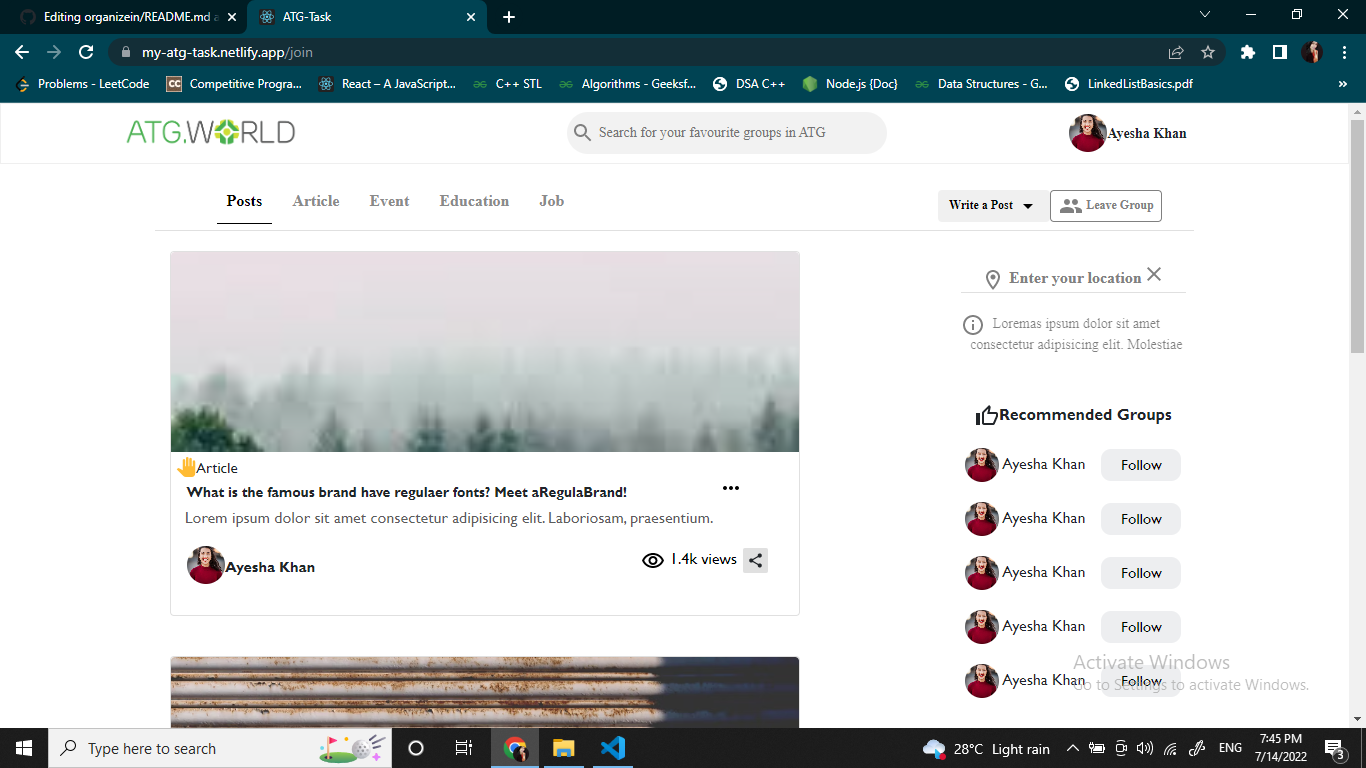 Editing organizein/README.md a
ATG-Task
my-atg-task.netlify.app/join
Problems - LeetCode
Competitive Progra...
React – A JavaScript...
C++ STL
Algorithms - Geeksf...
DSA C++
Node.js {Doc}
Data Structures - G...
LinkedListBasics.pdf
»
ATG.WORLD
Search for your favourite groups in ATG
Ayesha Khan
Posts
Article
Event
Education
Job
Write a Post
Leave Group
Enter your location
Loremas ipsum dolor sit amet
consectetur adipisicing elit. Molestiae
Article
What is the famous brand have regulaer fonts? Meet aRegulaBrand!
Lorem ipsum dolor sit amet consectetur adipisicing elit. Laboriosam, praesentium.
Ayesha Khan
1.4k views
Recommended Groups
Ayesha Khan Follow
Ayesha Khan Follow
Ayesha Khan Follow
Ayesha Khan Follow
Ayesha Khan Follow
Activate Windows
Go to Settings to activate Windows.
Type here to search
28°C Light rain
ENG
7:45 PM
7/14/2022
3